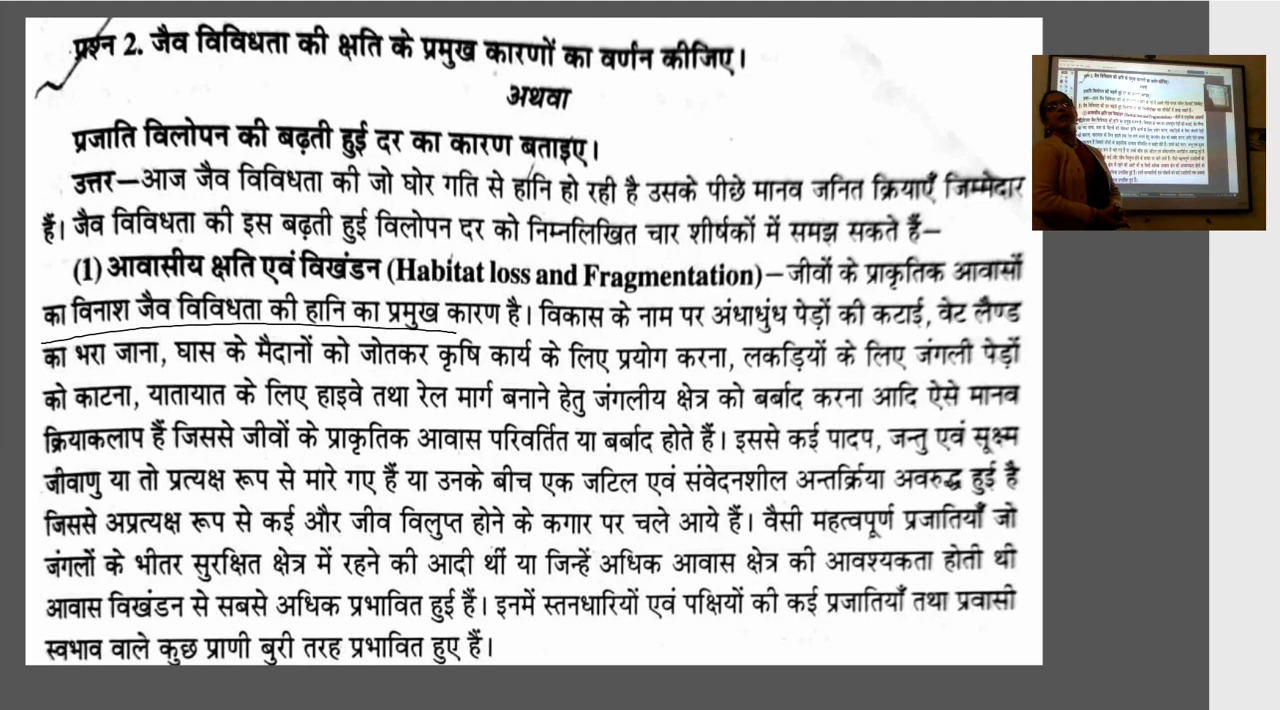 प्रश्न 2. जैव विविधता की क्षति के प्रमुख कारणों का वर्णन कीजिए।
अथवा
प्रजाति विलोपन की बढ़ती हुई दर का कारण बताइए।
उत्तर—आज जैव विविधता की जो घोर गति से हानि हो रही है उसके पीछे मानव जनित क्रियाएँ जिम्मेदार
हैं। जैव विविधता की इस बढ़ती हुई विलोपन दर को निम्नलिखित चार शीर्षकों में समझ सकते हैं—
(1) आवासीय क्षति एवं विखंडन (Habitat loss and Fragmentation)—जीवों के प्राकृतिक आवासों
का विनाश जैव विविधता की हानि का प्रमुख कारण है। विकास के नाम पर अंधाधुंध पेड़ों की कटाई, वेट लैण्ड
का भरा जाना, घास के मैदानों को जोतकर कृषि कार्य के लिए प्रयोग करना, लकड़ियों के लिए जंगली पेड़ों
को काटना, यातायात के लिए हाइवे तथा रेल मार्ग बनाने हेतु जंगलीय क्षेत्र को बर्बाद करना आदि ऐसे मानव
क्रियाकलाप हैं जिससे जीवों के प्राकृतिक आवास परिवर्तित या बर्बाद होते हैं। इससे कई पादप, जन्तु एवं सूक्ष्म
जीवाणु या तो प्रत्यक्ष रूप से मारे गए हैं या उनके बीच एक जटिल एवं संवेदनशील अन्तर्क्रिया अवरुद्ध हुई है
जिससे अप्रत्यक्ष रूप से कई और जीव विलुप्त होने के कगार पर चले आये हैं। वैसी महत्वपूर्ण प्रजातियाँ जो
जंगलों के भीतर सुरक्षित क्षेत्र में रहने की आदी थीं या जिन्हें अधिक आवास क्षेत्र की आवश्यकता होती थी
आवास विखंडन से सबसे अधिक प्रभावित हुई हैं। इनमें स्तनधारियों एवं पक्षियों की कई प्रजातियाँ तथा प्रवासी
स्वभाव वाले कुछ प्राणी बुरी तरह प्रभावित हुए हैं।